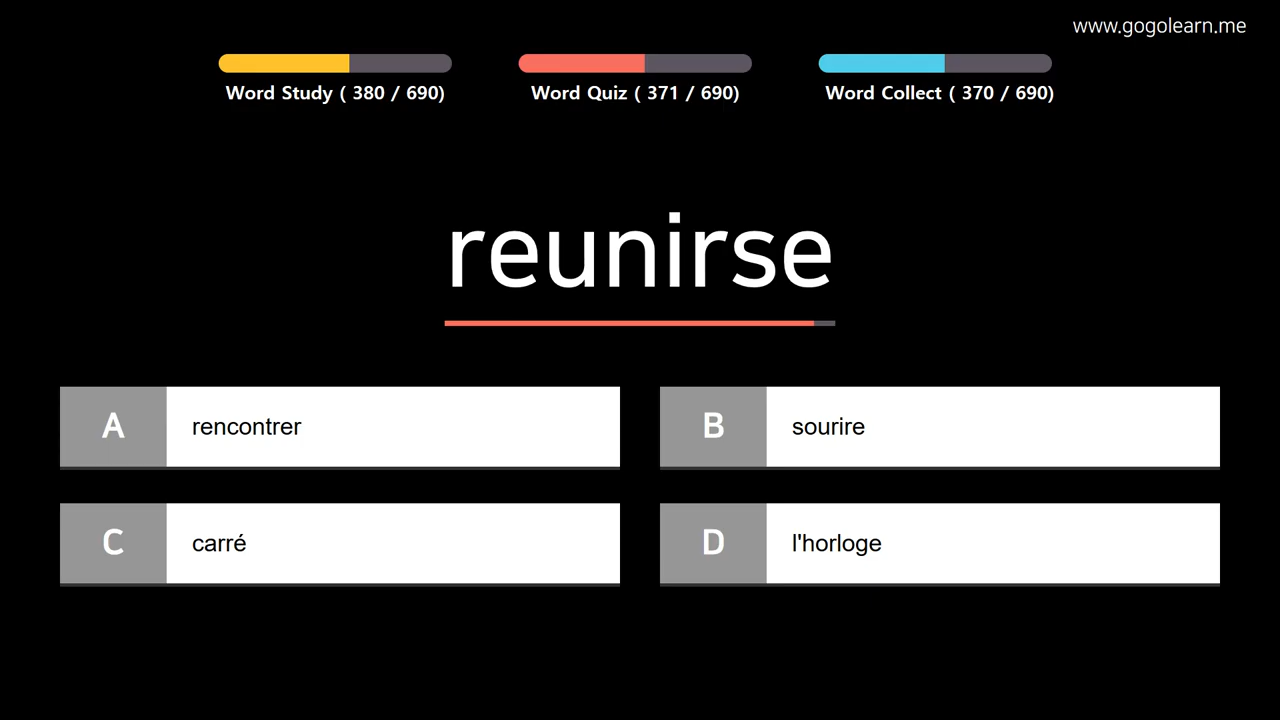 www.gogolearn.me
Word Study ( 380 / 690)
Word Quiz ( 371 / 690)
Word Collect ( 370 / 690)
reunirse
A rencontrer
B sourire
C carré
D l'horloge